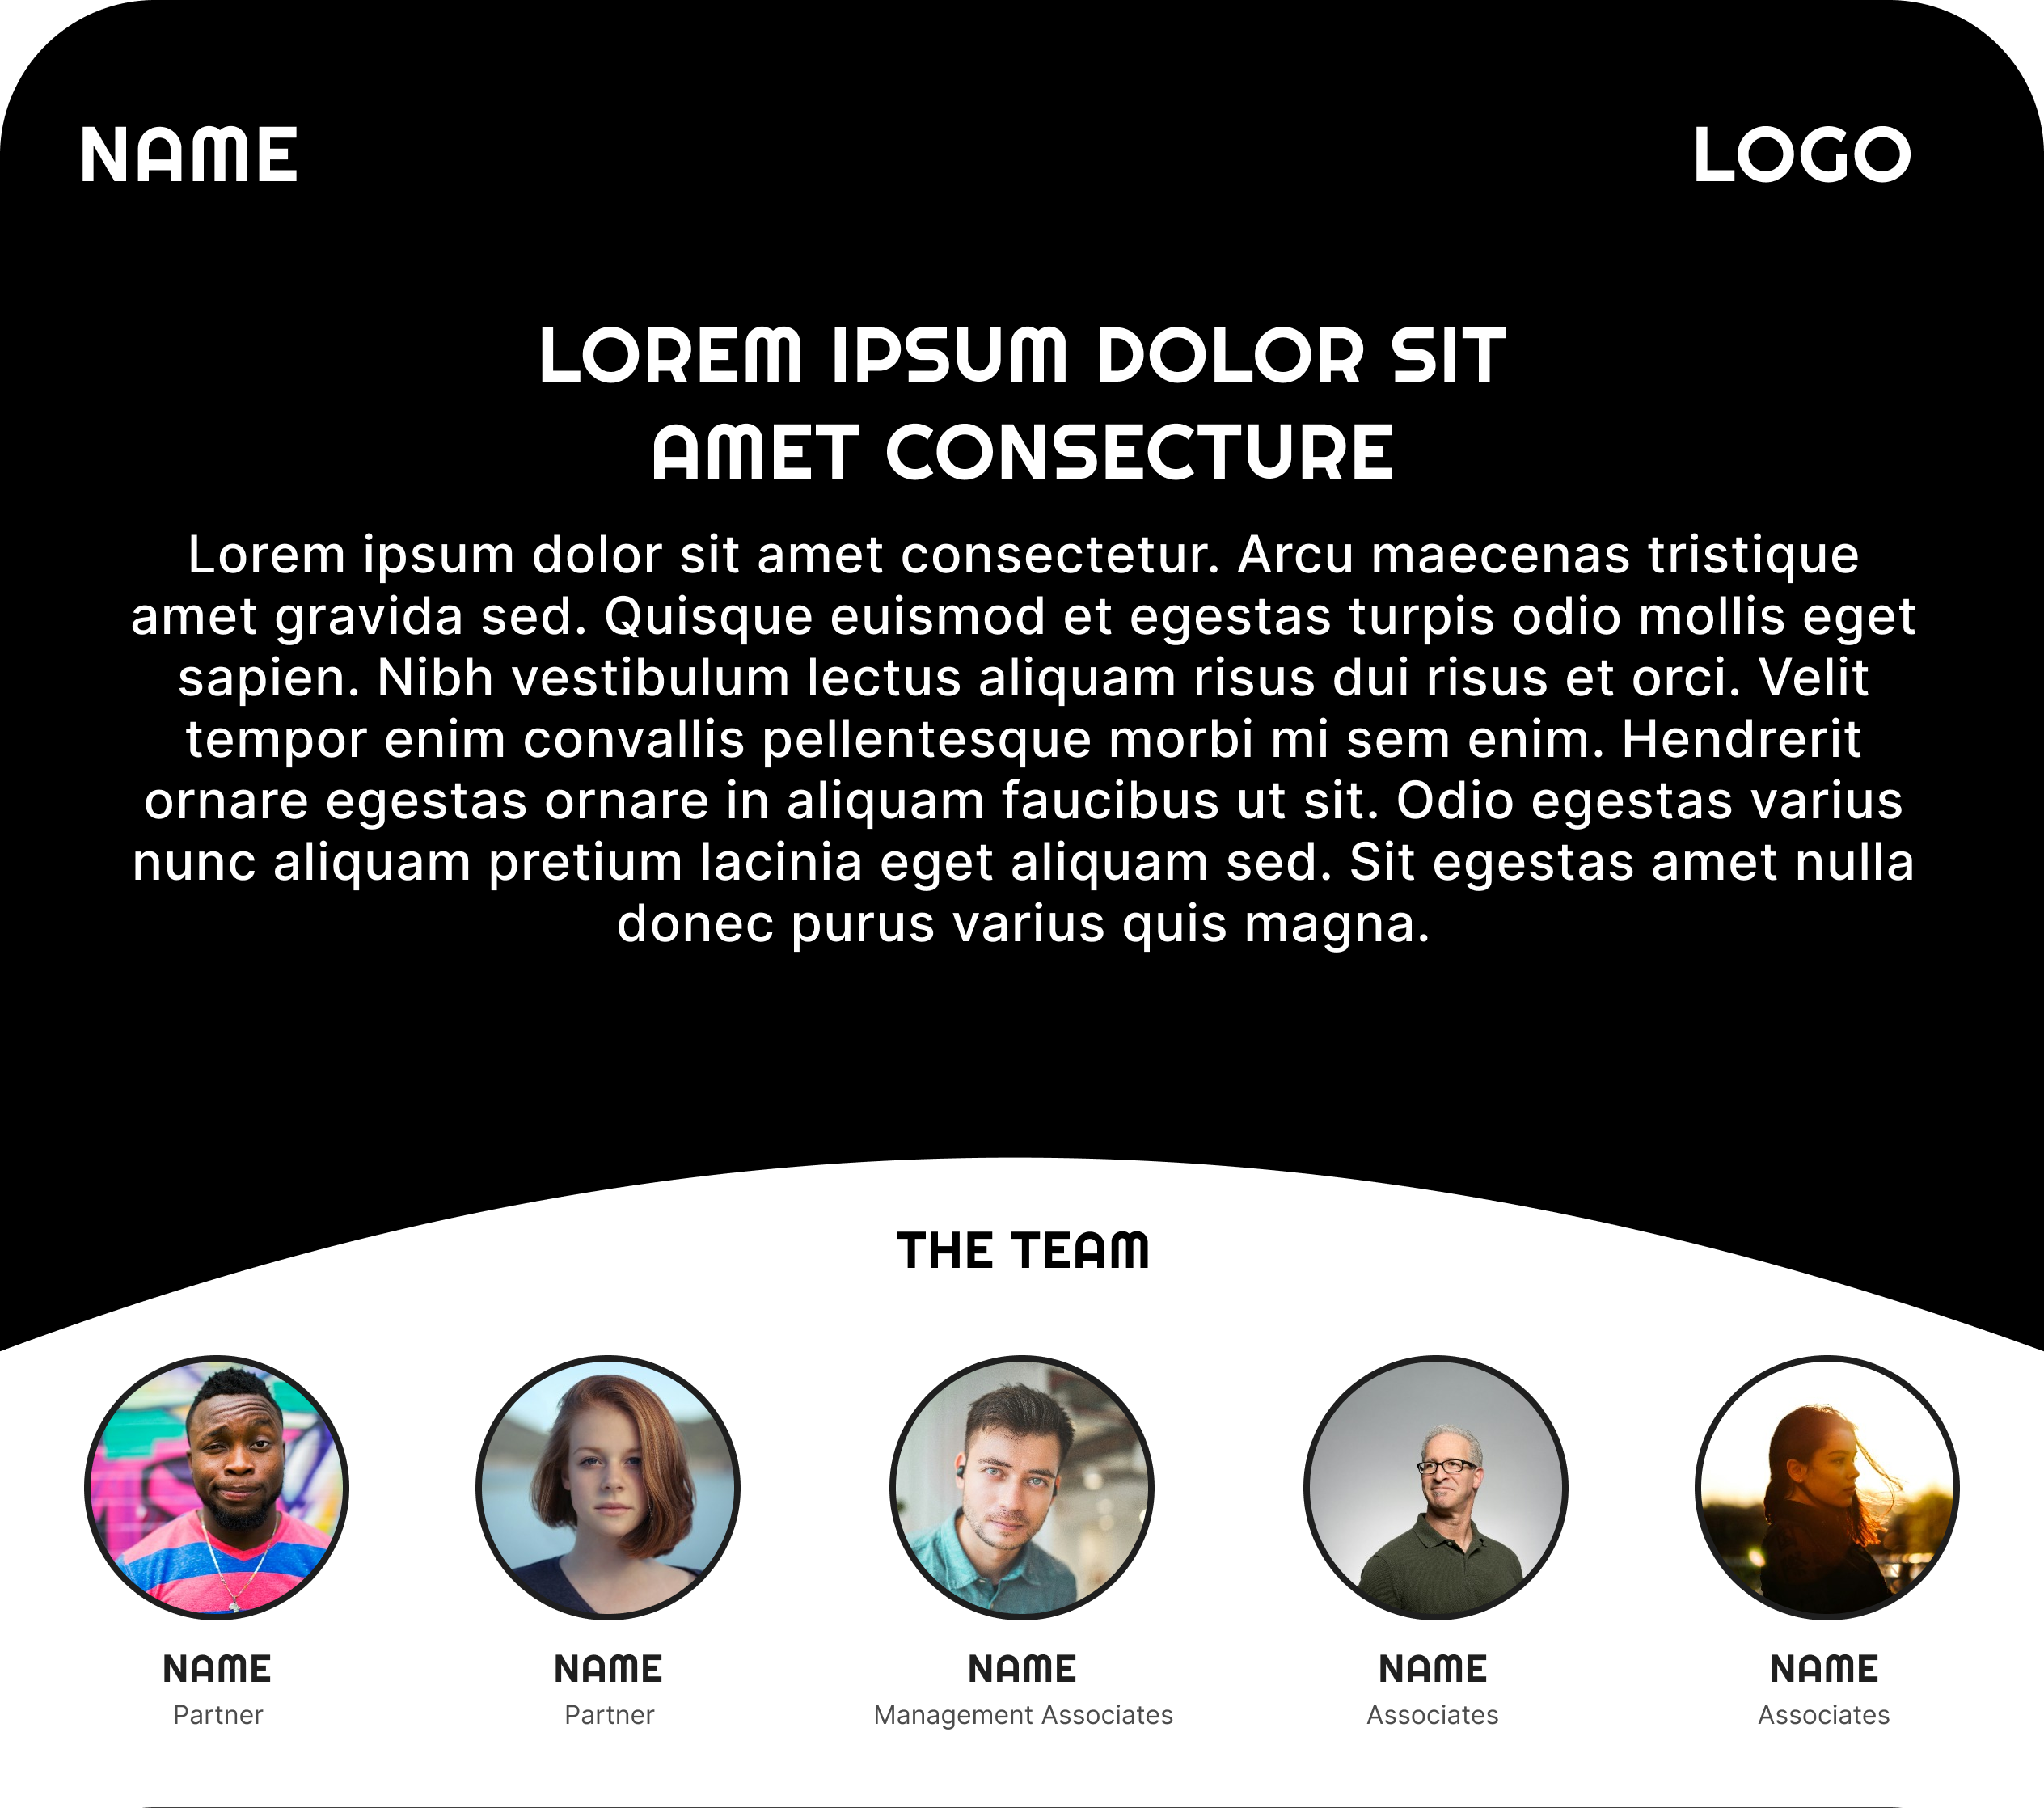 NAME
LOGO
LOREM IPSUM DOLOR SIT
AMET CONSECTURE
Lorem ipsum dolor sit amet consectetur. Arcu maecenas tristique
amet gravida sed. Quisque euismod et egestas turpis odio mollis eget
sapien. Nibh vestibulum lectus aliquam risus dui risus et orci. Velit
tempor enim convallis pellentesque morbi mi sem enim. Hendrerit
ornare egestas ornare in aliquam faucibus ut sit. Odio egestas varius
nunc aliquam pretium lacinia eget aliquam sed. Sit egestas amet nulla
donec purus varius quis magna.
THE TEAM
NAME
Partner
NAME
Partner
NAME
Management Associates
NAME
Associates
NAME
Associates